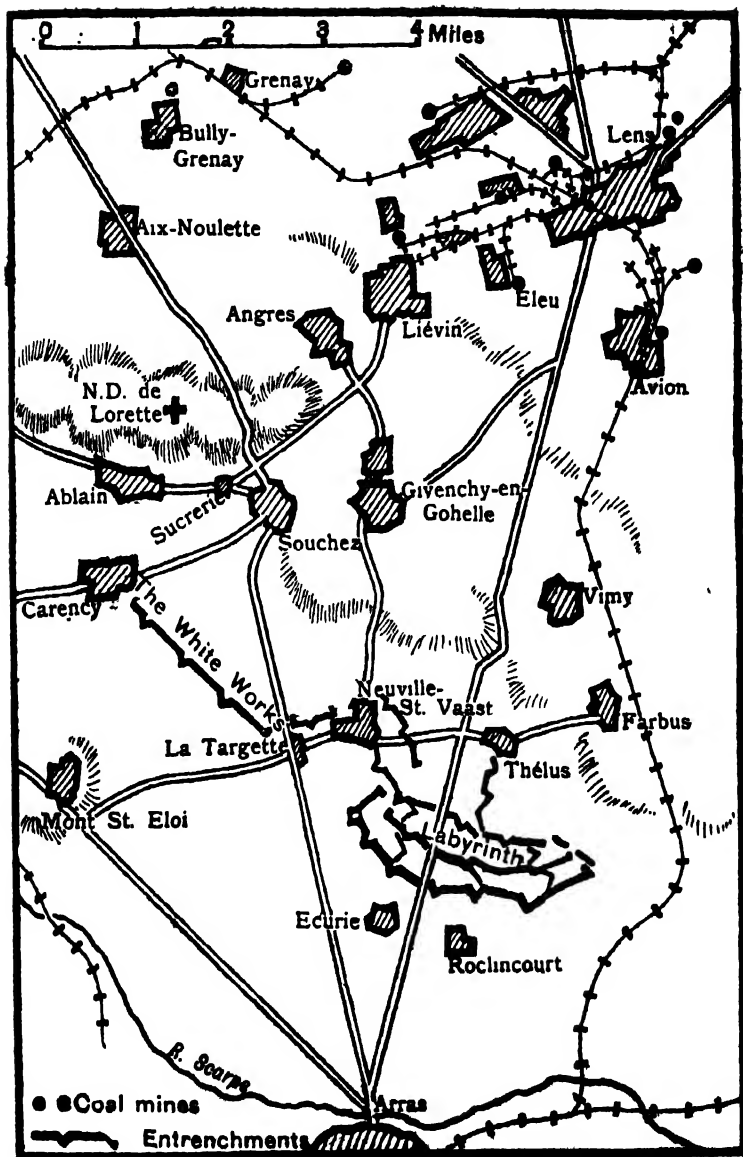 0 1 2 3 4 Miles
Grenay
Bully-
Grenay
Lens
Aix-Noulette
Angres
Liévin
Eleu
Avion
N.D. de
Lorette
Ablain
Sucrerie
Givenchy-en-
Gohelle
Souchez
Carency
The White Works
Vimy
Neuville-
St. Vaast
Farbus
La Targette
Thélus
Mont St. Eloi
Labyrinth
Ecurie
Roclincourt
R. Scarpe
Arras
Coal mines
Entrenchments